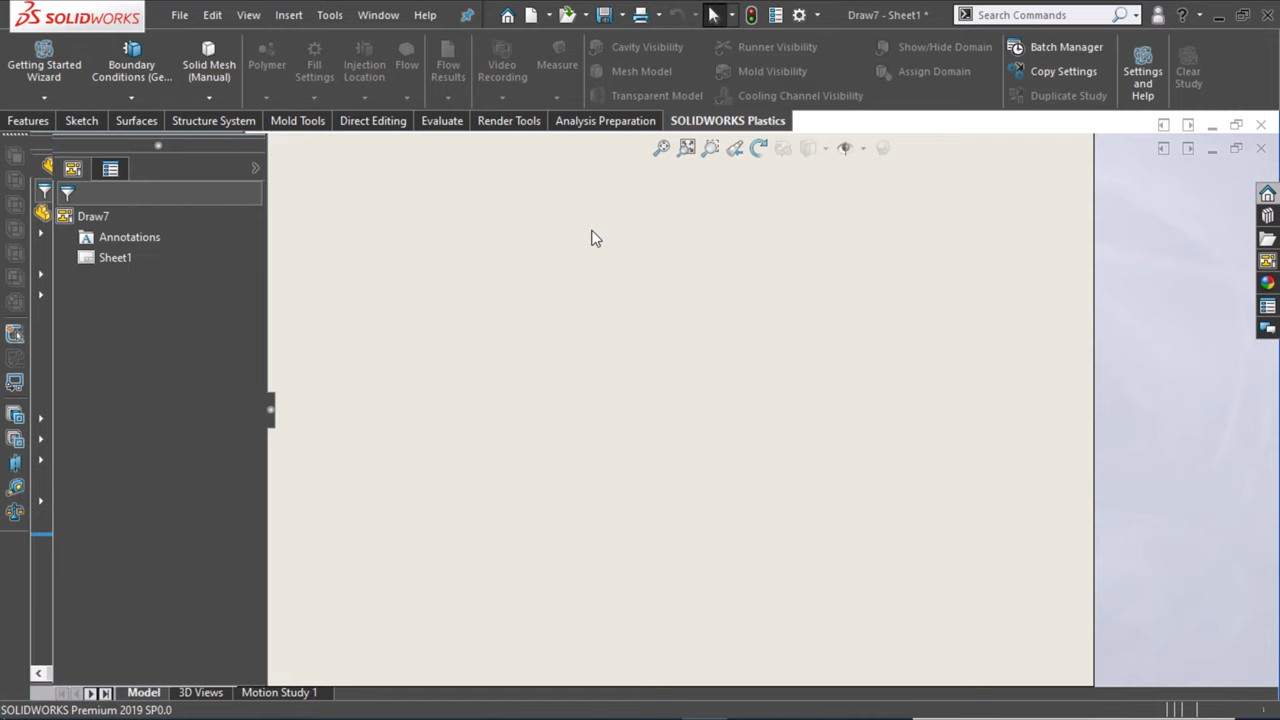 SOLIDWORKS File Edit View Insert Tools Window Help Draw7 - Sheet1 * Search Commands ?
Getting Started Wizard
Boundary Conditions (Ge...
Solid Mesh (Manual)
Polymer
Fill Settings
Injection Location
Flow
Flow Results
Video Recording
Measure
Cavity Visibility
Mesh Model
Transparent Model
Runner Visibility
Mold Visibility
Cooling Channel Visibility
Show/Hide Domain
Assign Domain
Batch Manager
Copy Settings
Duplicate Study
Settings and Help
Clear Study
Features Sketch Surfaces Structure System Mold Tools Direct Editing Evaluate Render Tools Analysis Preparation SOLIDWORKS Plastics
Draw7
A Annotations
Sheet1
Model 3D Views Motion Study 1
SOLIDWORKS Premium 2019 SP0.0